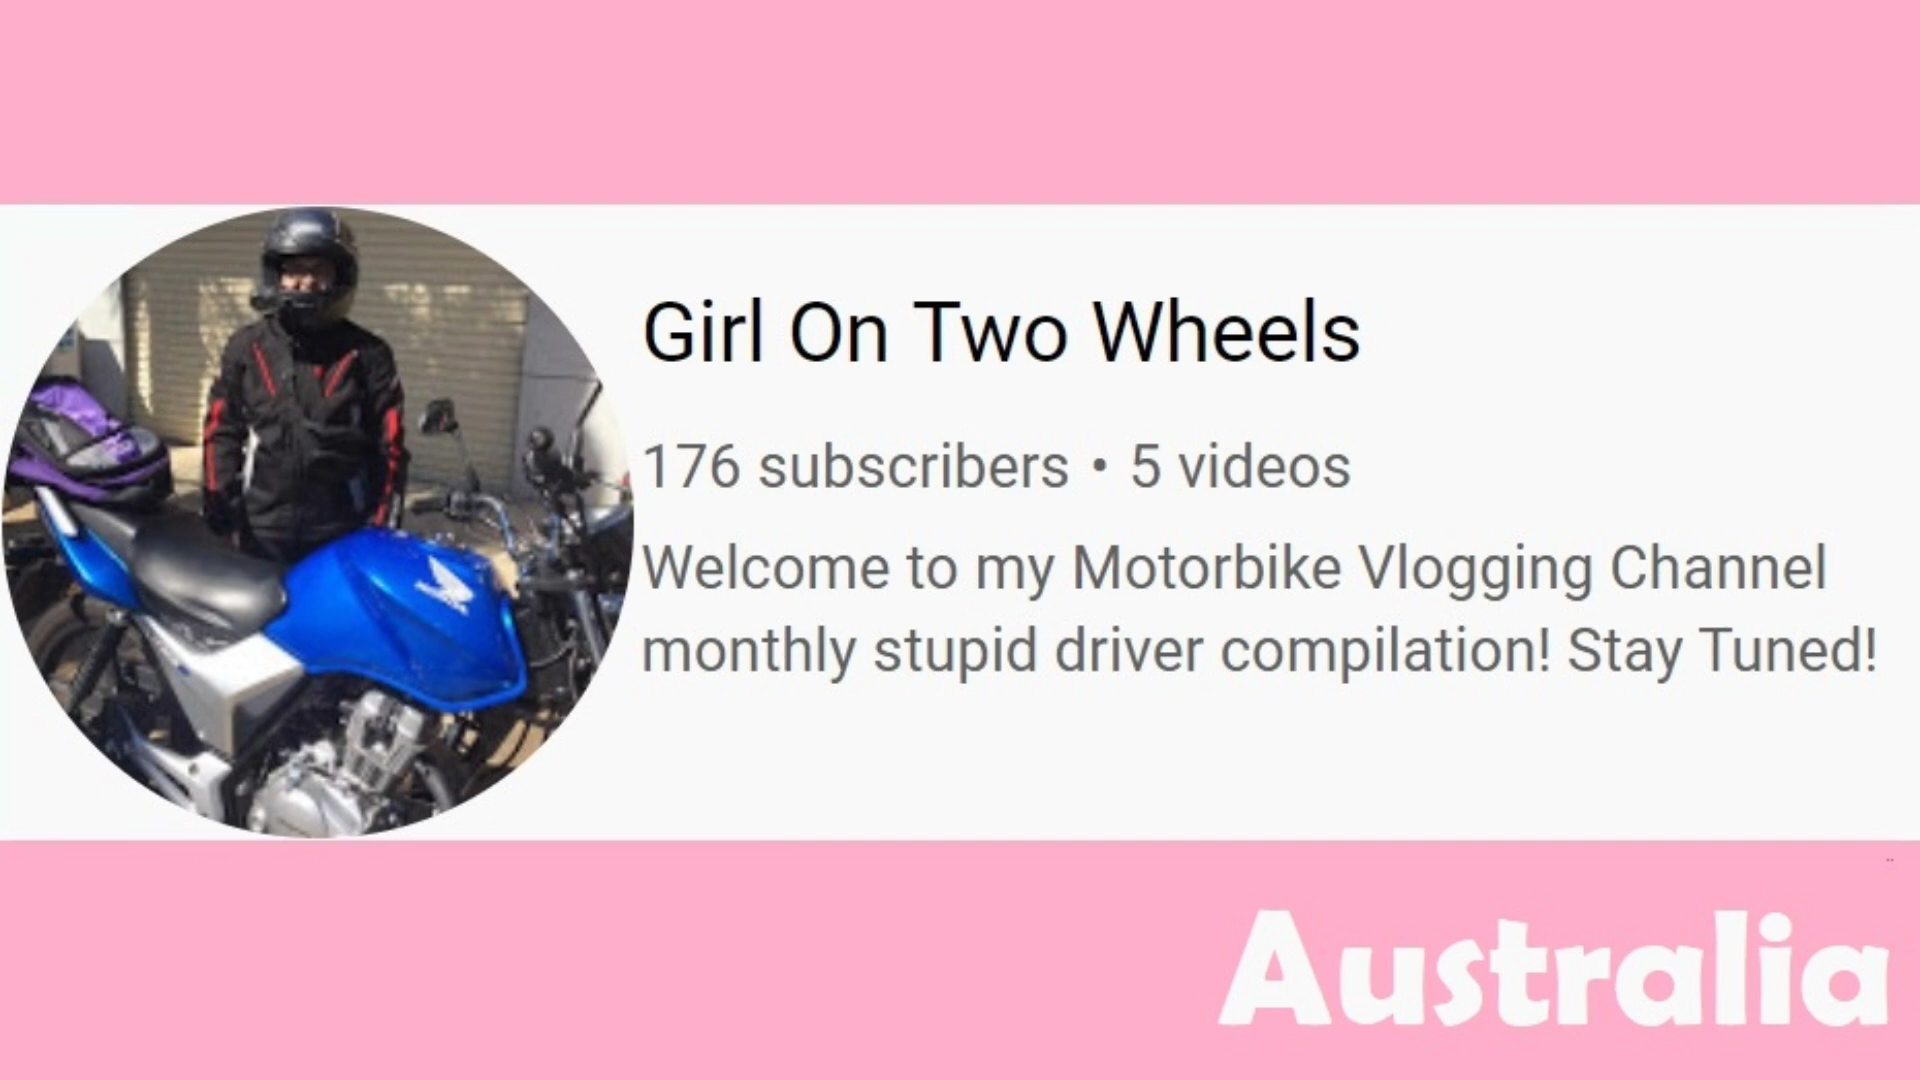 Girl On Two Wheels
176 subscribers • 5 videos
Welcome to my Motorbike Vlogging Channel
monthly stupid driver compilation! Stay Tuned!
Australia